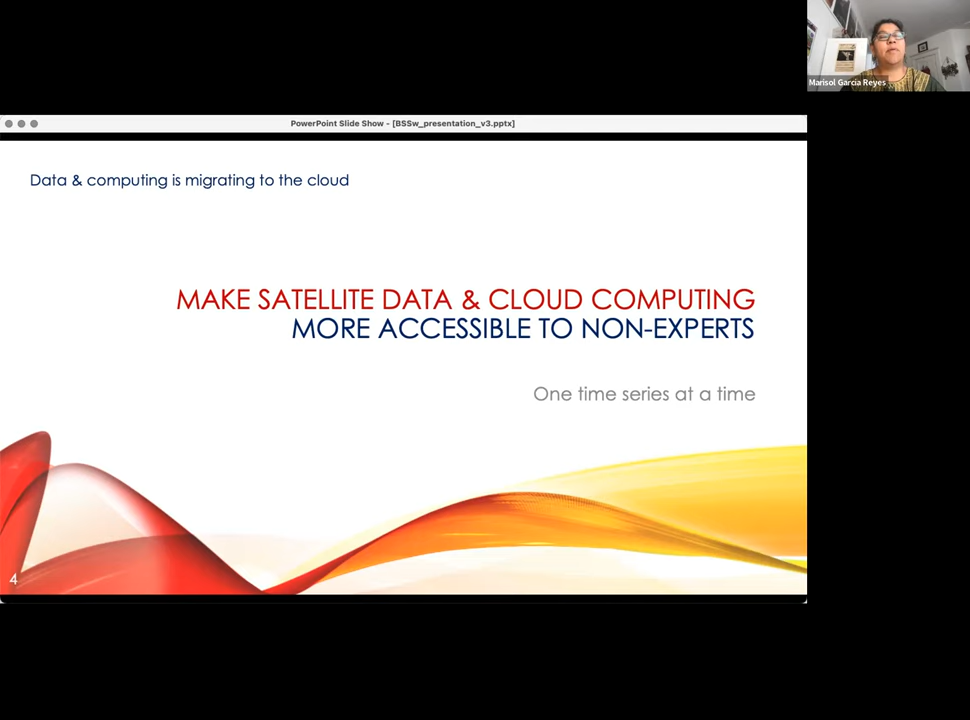 Marisol Garcia Reyes
PowerPoint Slide Show - [BSSw_presentation_v3.pptx]
Data & computing is migrating to the cloud
MAKE SATELLITE DATA & CLOUD COMPUTING
MORE ACCESSIBLE TO NON-EXPERTS
One time series at a time
4